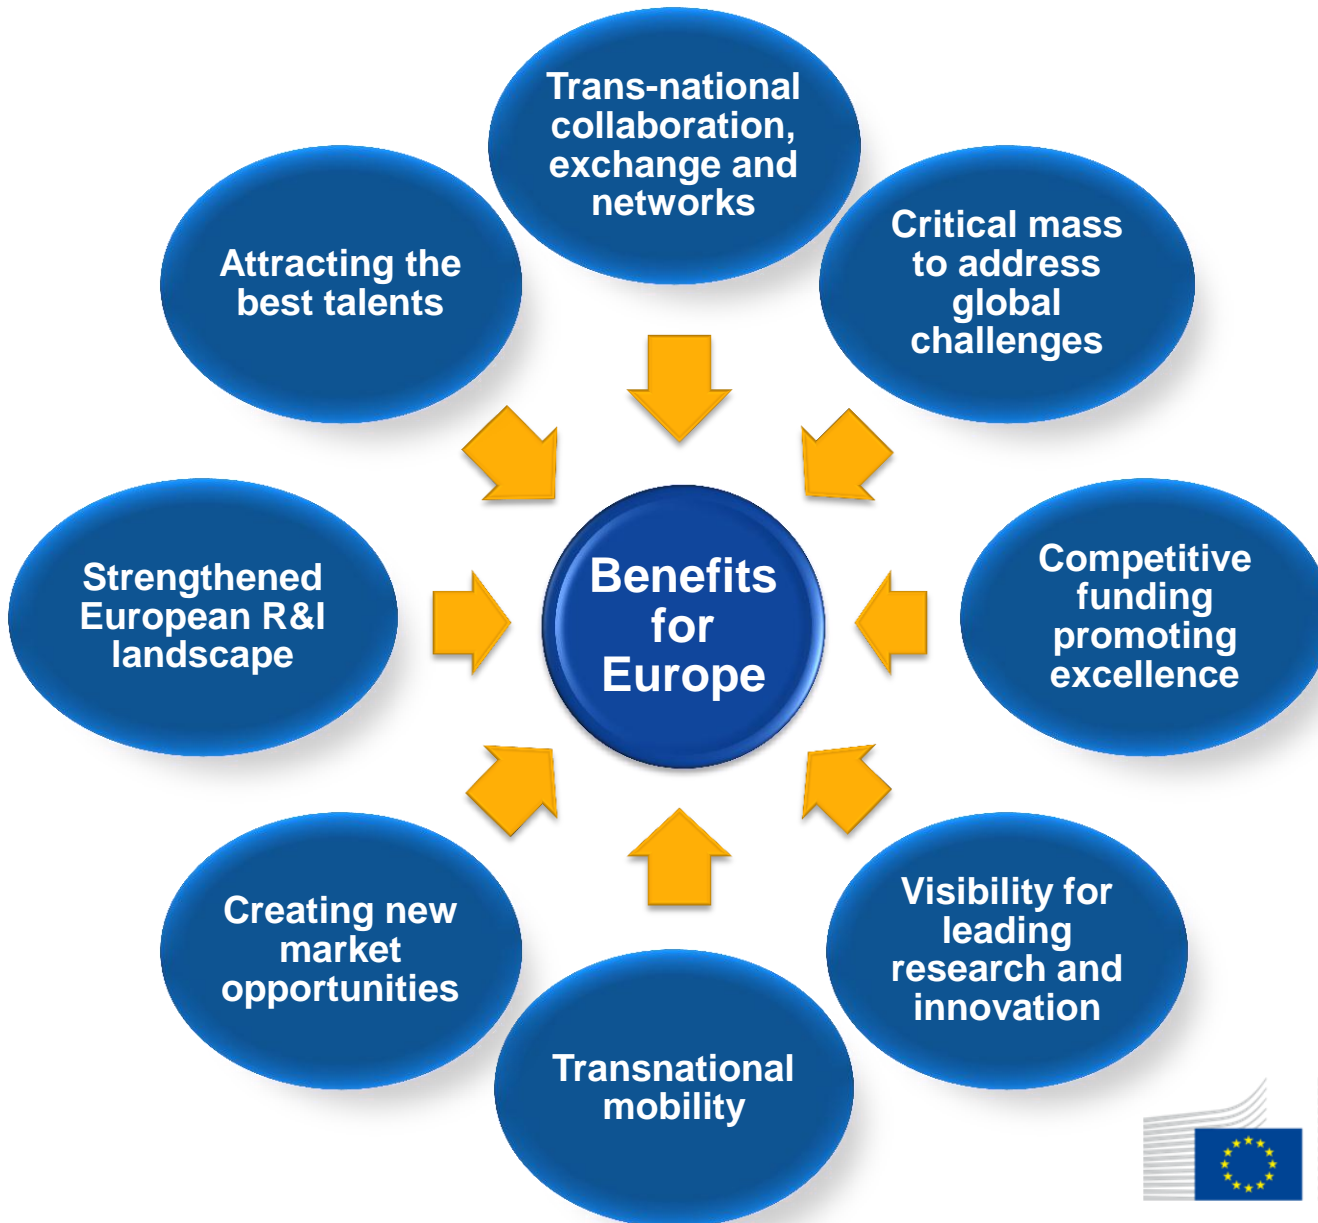 Trans-national
collaboration,
exchange and
networks
Critical mass
to address
global
challenges
Attracting the
best talents
Benefits
for
Europe
Competitive
funding
promoting
excellence
Strengthened
European R&I
landscape
Visibility for
leading
research and
innovation
Creating new
market
opportunities
Transnational
mobility